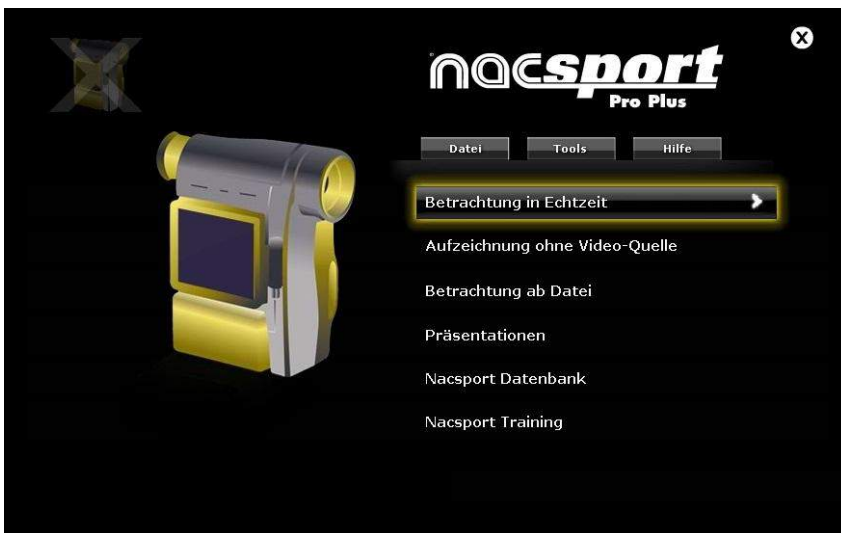 nacsport
Pro Plus
Datei Tools Hilfe
Betrachtung in Echtzeit
Aufzeichnung ohne Video-Quelle
Betrachtung ab Datei
Präsentationen
Nacsport Datenbank
Nacsport Training